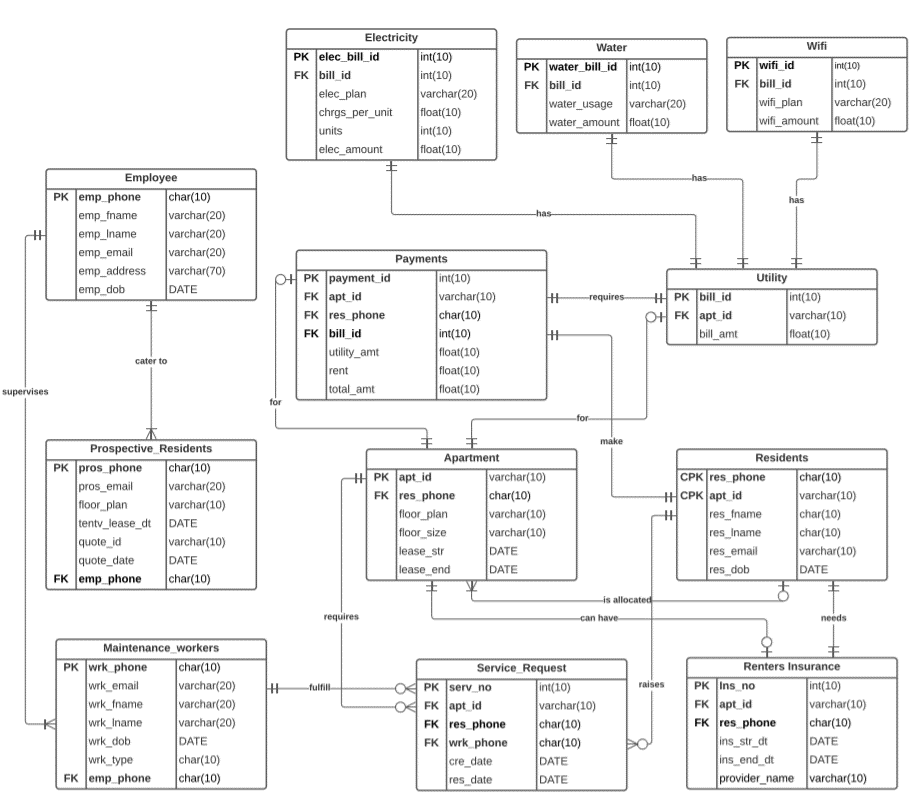 Electricity
PK elec_bill_id int(10)
FK bill_id int(10)
elec_plan varchar(20)
chrgs_per_unit float(10)
units int(10)
elec_amount float(10)
Water
PK water_bill_id int(10)
FK bill_id int(10)
water_usage varchar(20)
water_amount float(10)
Wifi
PK wifi_id int(10)
FK bill_id int(10)
wifi_plan varchar(20)
wifi_amount float(10)
has
has
has
Employee
PK emp_phone char(10)
emp_fname varchar(20)
emp_lname varchar(20)
emp_email varchar(20)
emp_address varchar(70)
emp_dob DATE
Payments
PK payment_id int(10)
FK apt_id varchar(10)
FK res_phone char(10)
FK bill_id int(10)
utility_amt float(10)
rent float(10)
total_amt float(10)
requires
Utility
PK bill_id int(10)
FK apt_id varchar(10)
bill_amt float(10)
cater to
supervises
for
for
make
Prospective_Residents
PK pros_phone char(10)
pros_email varchar(20)
floor_plan varchar(10)
tentv_lease_dt DATE
quote_id varchar(10)
quote_date DATE
FK emp_phone char(10)
Apartment
PK apt_id varchar(10)
FK res_phone char(10)
floor_plan varchar(10)
floor_size varchar(10)
lease_str DATE
lease_end DATE
Residents
CPK res_phone char(10)
CPK apt_id varchar(10)
res_fname char(10)
res_lname char(10)
res_email varchar(10)
res_dob DATE
is allocated
can have
needs
requires
raises
fulfill
Maintenance_workers
PK wrk_phone char(10)
wrk_email varchar(20)
wrk_fname varchar(20)
wrk_lname varchar(20)
wrk_dob DATE
wrk_type char(10)
FK emp_phone char(10)
Service_Request
PK serv_no int(10)
FK apt_id varchar(10)
FK res_phone char(10)
FK wrk_phone char(10)
cre_date DATE
res_date DATE
Renters Insurance
PK Ins_no int(10)
FK apt_id varchar(10)
FK res_phone char(10)
ins_str_dt DATE
ins_end_dt DATE
provider_name varchar(10)